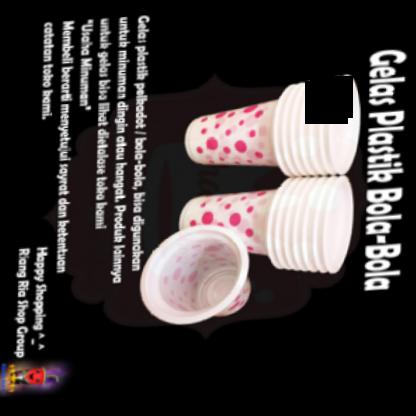 Gelas Plastik Bola-Bola
Gelas plastik polkadot / bola-bola, bisa digunakan
untuk minuman dingin atau hangat. Produk lainnya
untuk gelas bisa lihat dietalase toko kami
"Usaha Minuman"
Membeli berarti menyetujui syarat dan ketentuan
catatan toko kami.
Happy Shopping ^_^
Riang Ria Shop Group